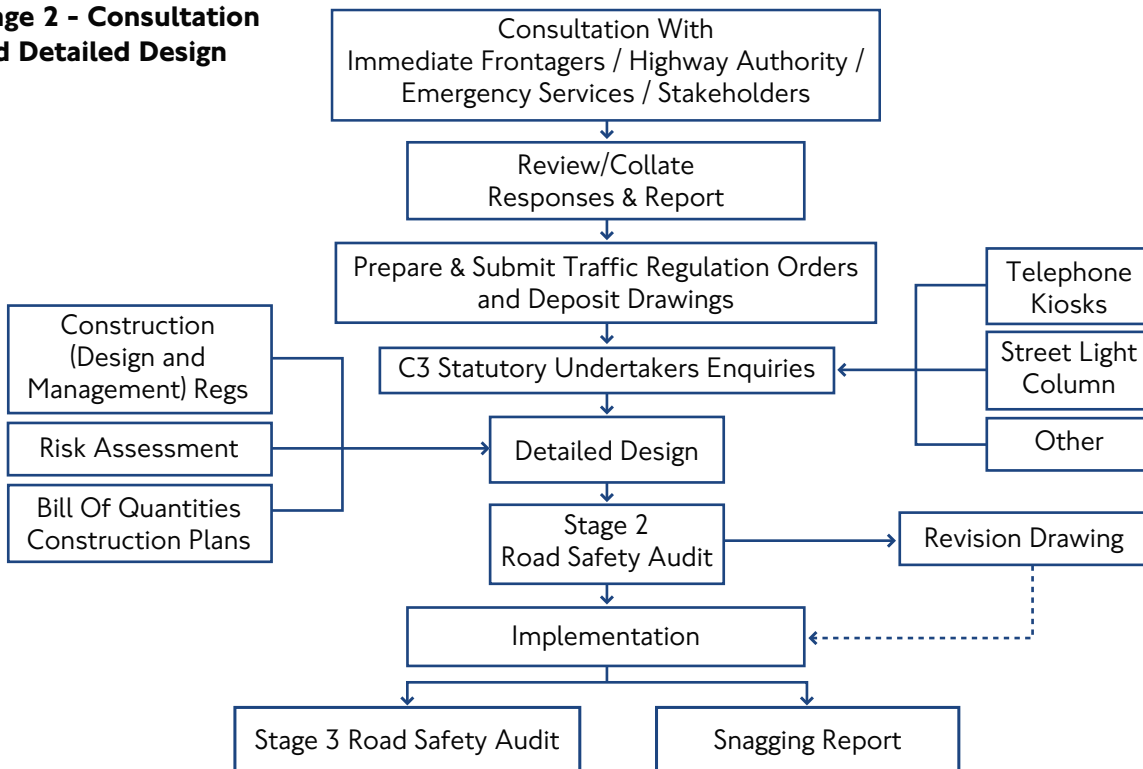 age 2 - Consultation
d Detailed Design
Consultation With
Immediate Frontagers / Highway Authority /
Emergency Services / Stakeholders
Review/Collate
Responses & Report
Prepare & Submit Traffic Regulation Orders
and Deposit Drawings
Telephone
Kiosks
Construction
(Design and
Management) Regs
C3 Statutory Undertakers Enquiries
Street Light
Column
Risk Assessment
Detailed Design
Other
Bill Of Quantities
Construction Plans
Stage 2
Road Safety Audit
Revision Drawing
Implementation
Stage 3 Road Safety Audit
Snagging Report